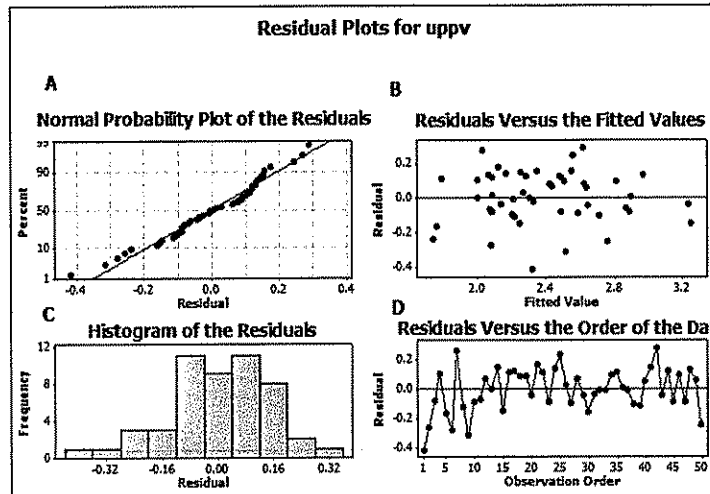 Residual Plots for uppv
A
Normal Probability Plot of the Residuals
99
90
50
10
1
Percent
-0.4
-0.2
0.0
0.2
0.4
Residual
B
Residuals Versus the Fitted Values
0.2
0.0
-0.2
-0.4
Residual
2.0
2.4
2.8
3.2
Fitted Value
C
Histogram of the Residuals
12
8
4
0
Frequency
-0.32
-0.16
0.00
0.16
0.32
Residual
D
Residuals Versus the Order of the Da
0.2
0.0
-0.2
-0.4
Residual
1
5
10
15
20
25
30
35
40
45
50
Observation Order